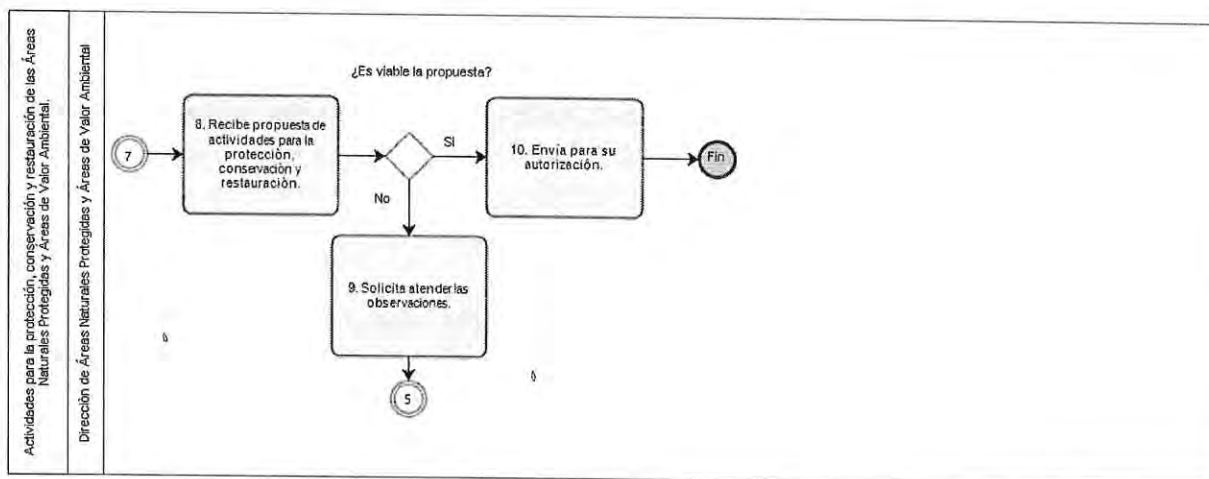 Actividades para la protección, conservación y restauración de las Áreas
Naturales Protegidas y Áreas de Valor Ambiental.
Dirección de Áreas Naturales Protegidas y Áreas de Valor Ambiental
¿Es viable la propuesta?
7
8. Recibe propuesta de
actividades para la
protección,
conservación y
restauración.
SI
10. Envía para su
autorización.
Fin
No
9. Solicita atender las
observaciones.
5